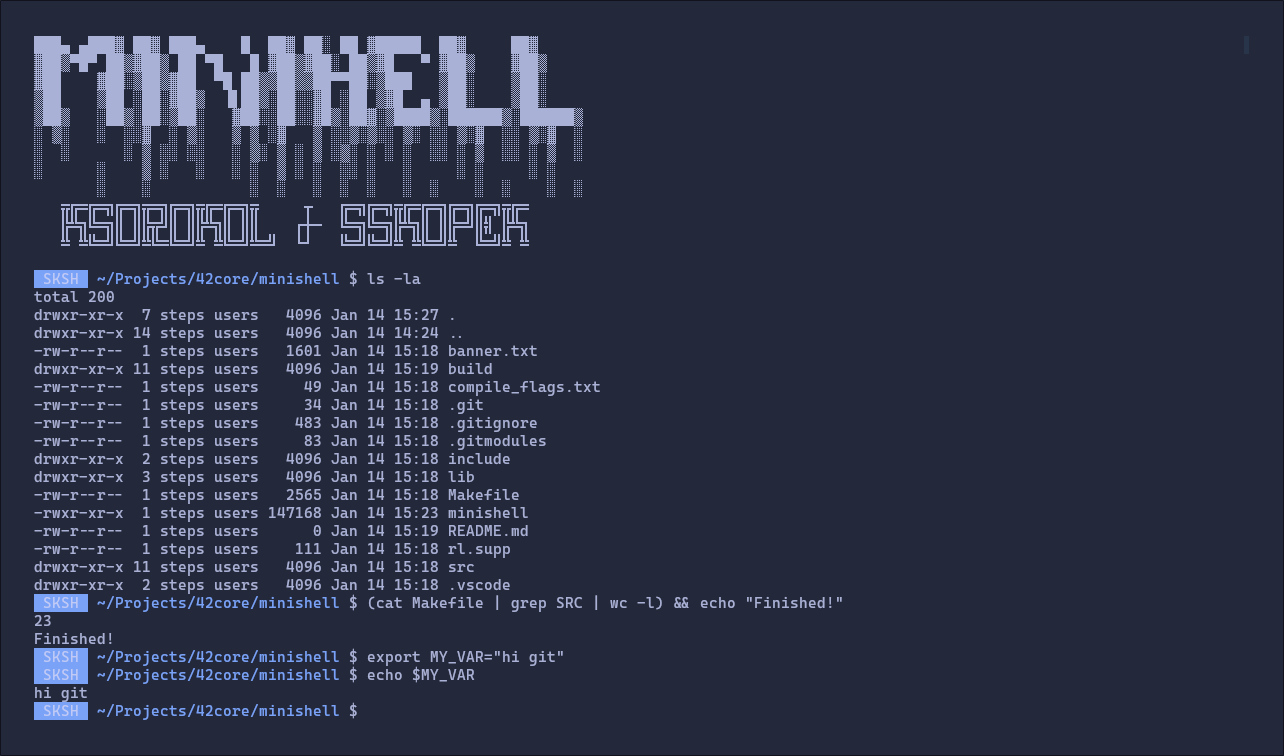 MINIHELL
SKSH ~/Projects/42core/minishell $ ls -la
total 200
drwxr-xr-x  7 steps users   4096 Jan 14 15:27 .
drwxr-xr-x 14 steps users   4096 Jan 14 14:24 ..
-rw-r--r--  1 steps users   1601 Jan 14 15:18 banner.txt
drwxr-xr-x 11 steps users   4096 Jan 14 15:19 build
-rw-r--r--  1 steps users     49 Jan 14 15:18 compile_flags.txt
-rw-r--r--  1 steps users     34 Jan 14 15:18 .git
-rw-r--r--  1 steps users    483 Jan 14 15:18 .gitignore
-rw-r--r--  1 steps users     83 Jan 14 15:18 .gitmodules
drwxr-xr-x  2 steps users   4096 Jan 14 15:18 include
drwxr-xr-x  3 steps users   4096 Jan 14 15:18 lib
-rw-r--r--  1 steps users   2565 Jan 14 15:18 Makefile
-rwxr-xr-x  1 steps users 147168 Jan 14 15:23 minishell
-rw-r--r--  1 steps users      0 Jan 14 15:19 README.md
-rw-r--r--  1 steps users    111 Jan 14 15:18 rl.supp
drwxr-xr-x 11 steps users   4096 Jan 14 15:18 src
drwxr-xr-x  2 steps users   4096 Jan 14 15:18 .vscode
SKSH ~/Projects/42core/minishell $ (cat Makefile | grep SRC | wc -l) && echo "Finished!"
23
Finished!
SKSH ~/Projects/42core/minishell $ export MY_VAR="hi git"
SKSH ~/Projects/42core/minishell $ echo $MY_VAR
hi git
SKSH ~/Projects/42core/minishell $